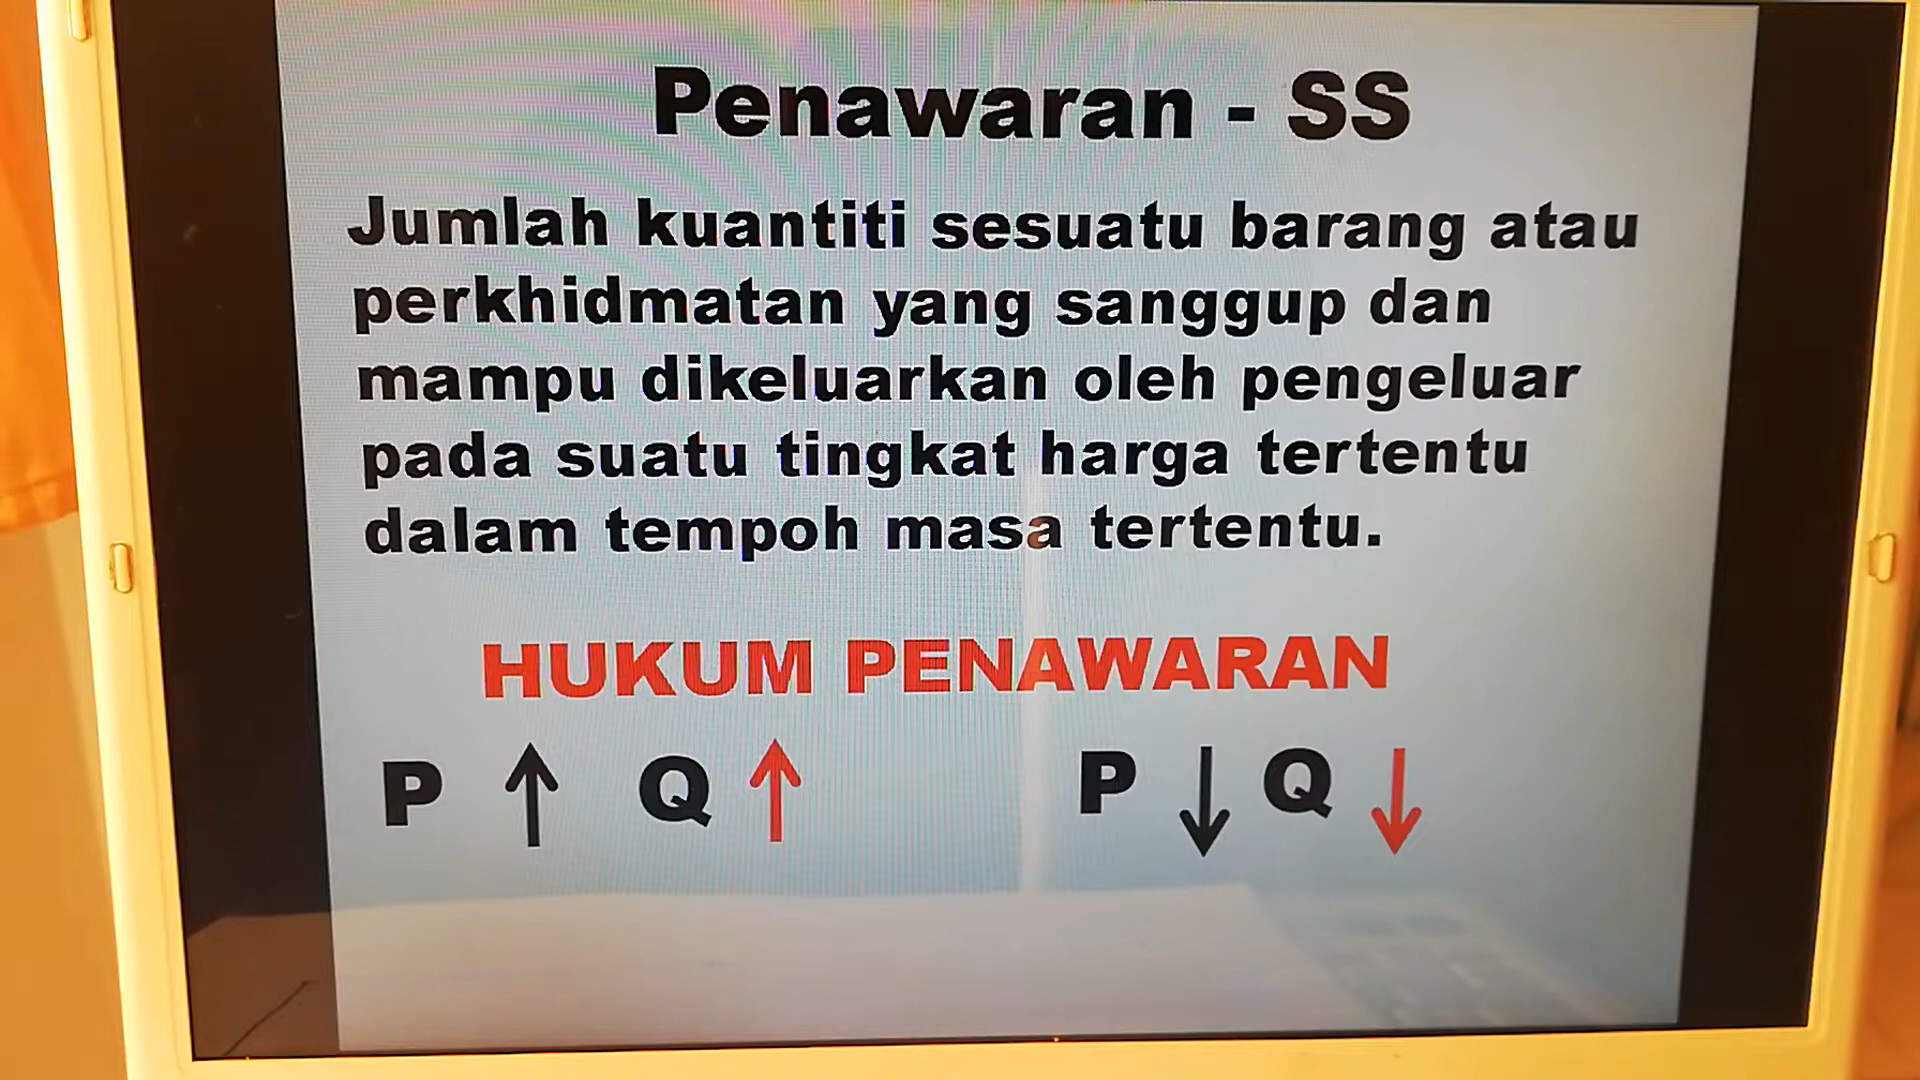 Penawaran - SS
Jumlah kuantiti sesuatu barang atau
perkhidmatan yang sanggup dan
mampu dikeluarkan oleh pengeluar
pada suatu tingkat harga tertentu
dalam tempoh masa tertentu.
HUKUM PENAWARAN
P ↑ Q ↑ P ↓ Q ↓